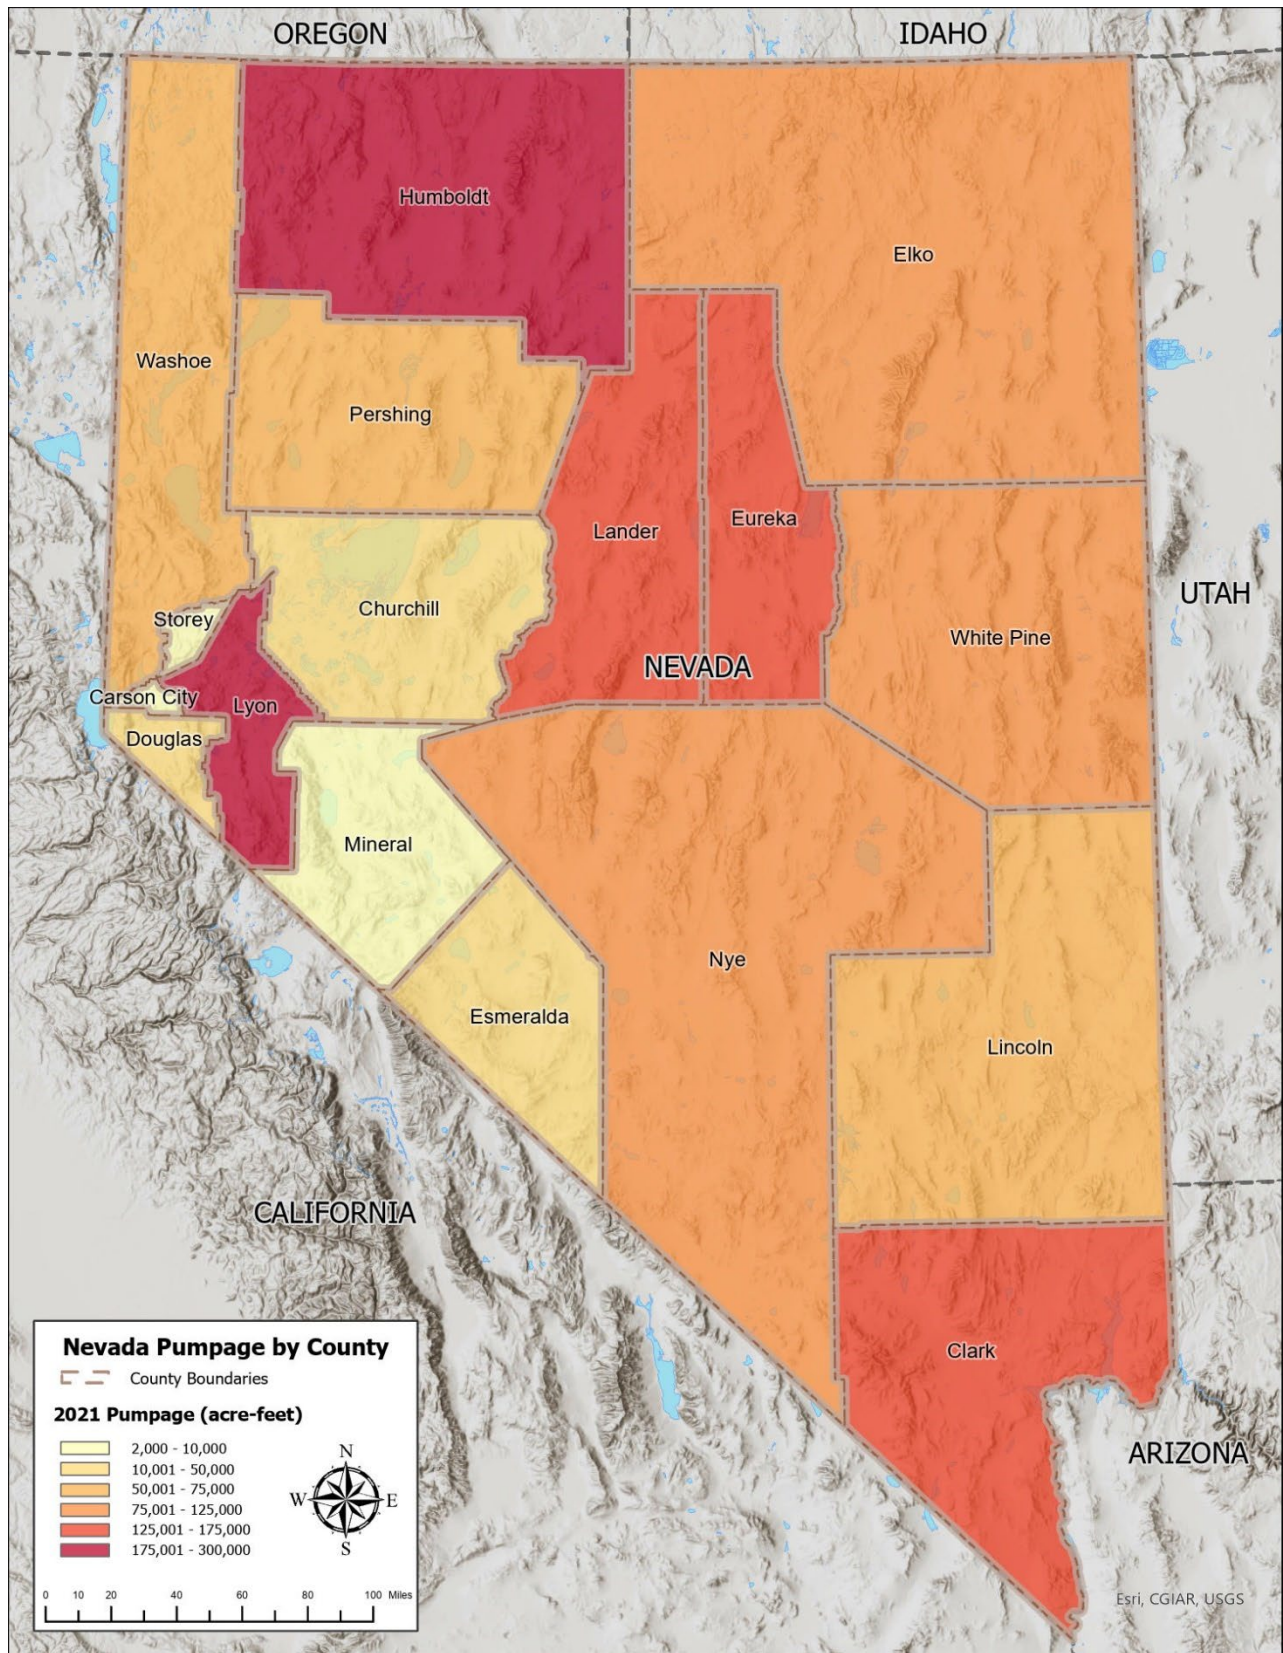 OREGON
IDAHO
Humboldt
Elko
Washoe
Pershing
Lander
Eureka
UTAH
Storey
Churchill
White Pine
NEVADA
Carson City
Lyon
Douglas
Mineral
Nye
Esmeralda
Lincoln
CALIFORNIA
Clark
ARIZONA
Nevada Pumpage by County
County Boundaries
2021 Pumpage (acre-feet)
2,000 - 10,000
10,001 - 50,000
50,001 - 75,000
75,001 - 125,000
125,001 - 175,000
175,001 - 300,000
N
W E
S
0 10 20 40 60 80 100 Miles
Esri, CGIAR, USGS